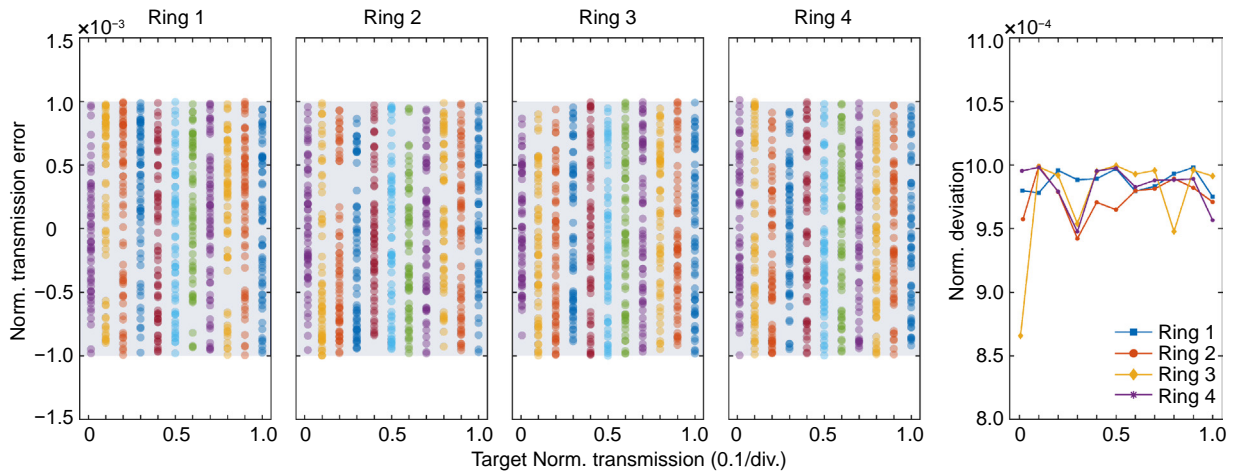 Ring 1
Ring 2
Ring 3
Ring 4
×10⁻³
1.5
1.0
0.5
0
−0.5
−1.0
−1.5
Norm. transmission error
0 0.5 1.0
0 0.5 1.0
0 0.5 1.0
0 0.5 1.0
Target Norm. transmission (0.1/div.)
×10⁻⁴
11.0
10.5
10.0
9.5
9.0
8.5
8.0
Norm. deviation
Ring 1
Ring 2
Ring 3
Ring 4
0 0.5 1.0